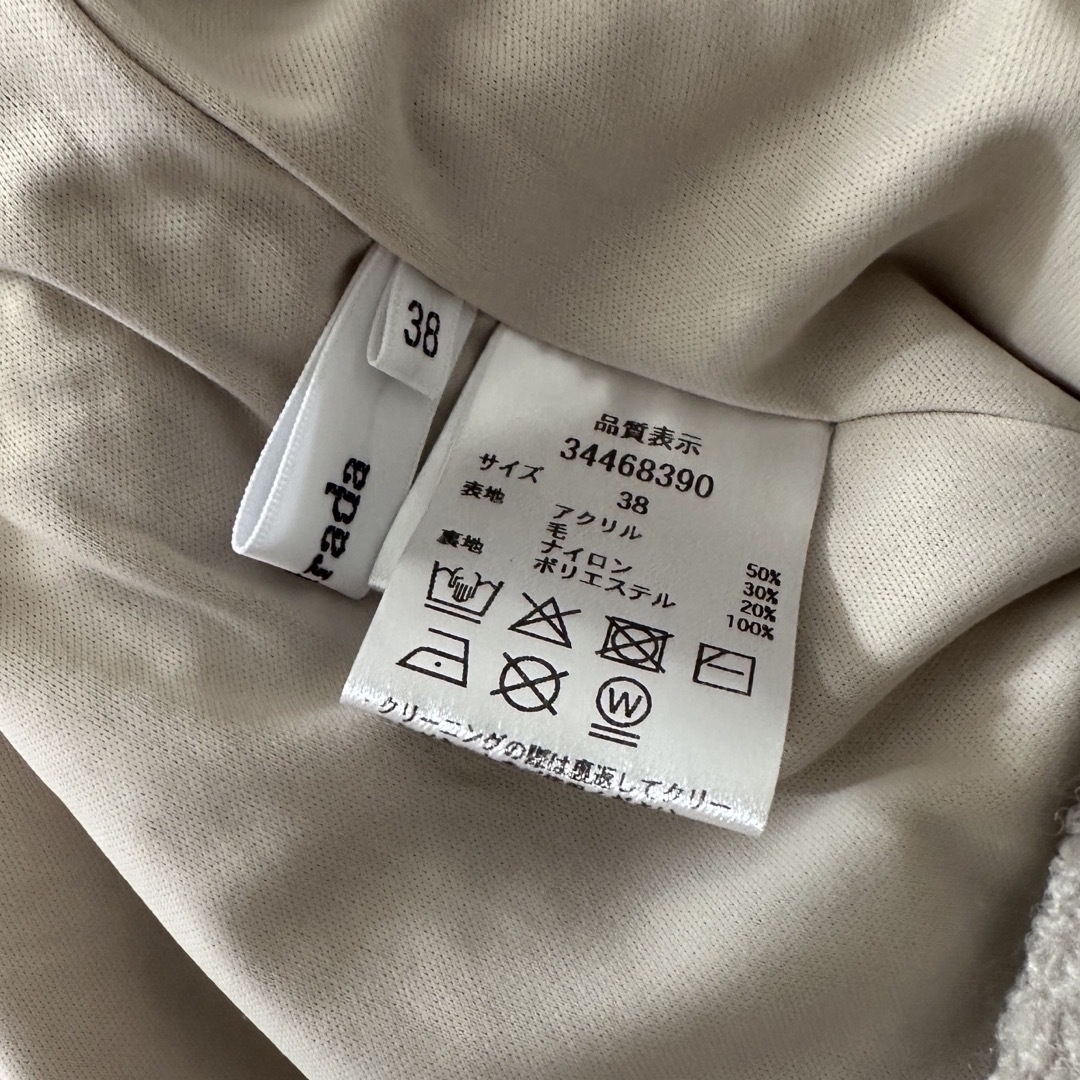 38
rada
品質表示
34468390
サイズ 38
表地 アクリル 50%
毛 30%
ナイロン 20%
裏地 ポリエステル 100%
W
クリーニングの際は裏返してクリー